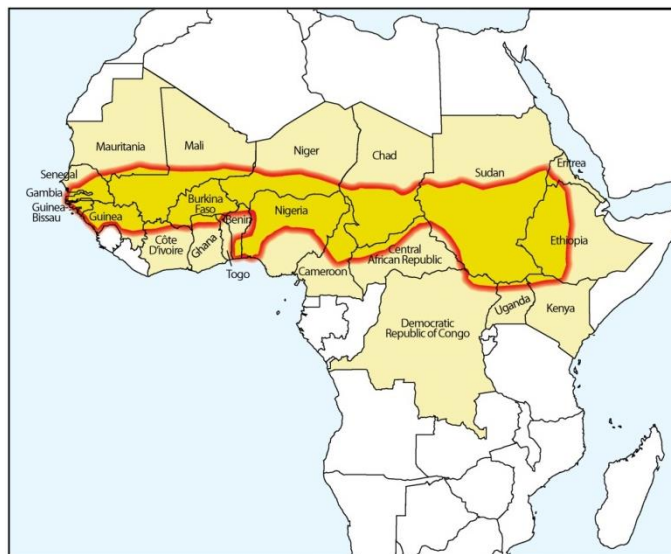 Mauritania
Mali
Niger
Chad
Sudan
Eritrea
Senegal
Gambia
Guinea-
Bissau
Guinea
Burkina
Faso
Benin
Nigeria
Ethiopia
Côte
D'ivoire
Ghana
Togo
Cameroon
Central
African Republic
Uganda
Kenya
Democratic
Republic of Congo